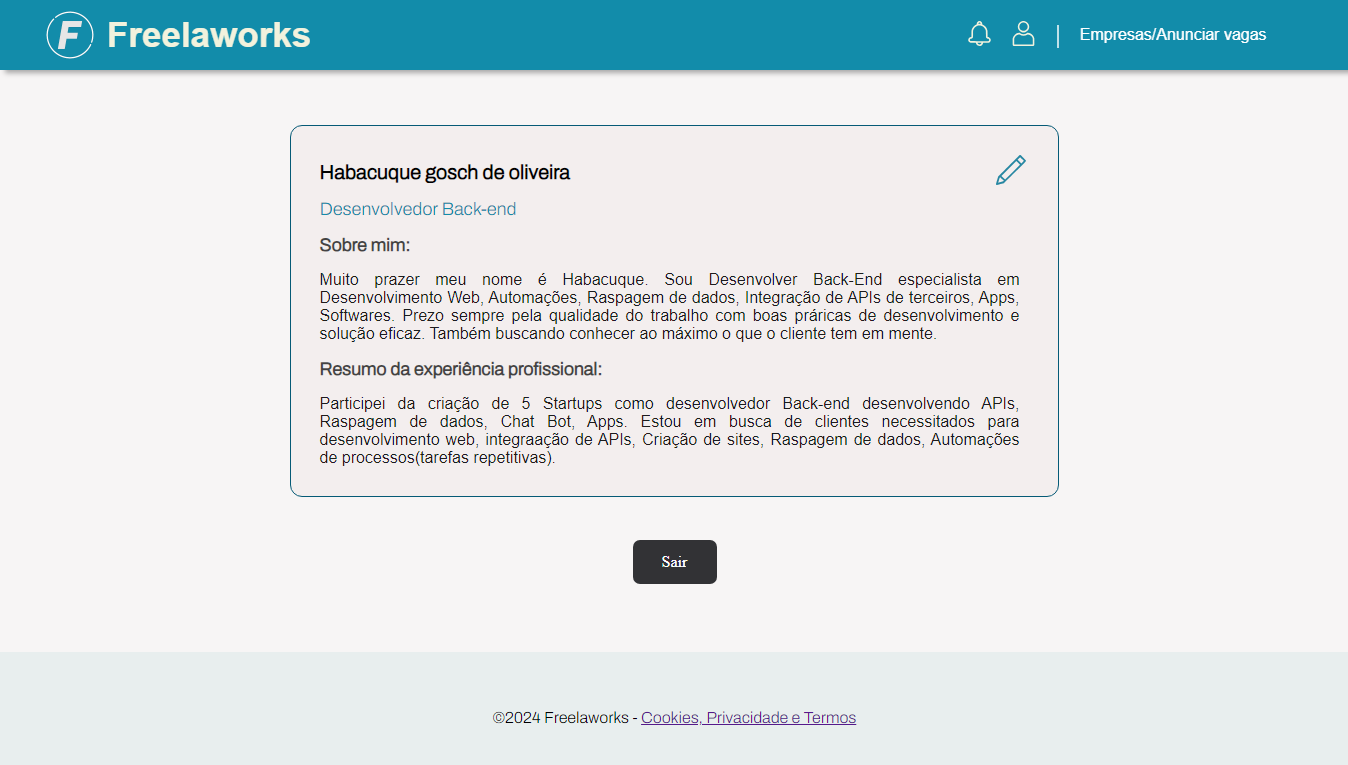 F Freelaworks
Empresas/Anunciar vagas
Habacuque gosch de oliveira
Desenvolvedor Back-end
Sobre mim:
Muito prazer meu nome é Habacuque. Sou Desenvolver Back-End especialista em
Desenvolvimento Web, Automações, Raspagem de dados, Integração de APIs de terceiros, Apps,
Softwares. Prezo sempre pela qualidade do trabalho com boas práricas de desenvolvimento e
solução eficaz. Também buscando conhecer ao máximo o que o cliente tem em mente.
Resumo da experiência profissional:
Participei da criação de 5 Startups como desenvolvedor Back-end desenvolvendo APIs,
Raspagem de dados, Chat Bot, Apps. Estou em busca de clientes necessitados para
desenvolvimento web, integraação de APIs, Criação de sites, Raspagem de dados, Automações
de processos(tarefas repetitivas).
Sair
©2024 Freelaworks - Cookies, Privacidade e Termos